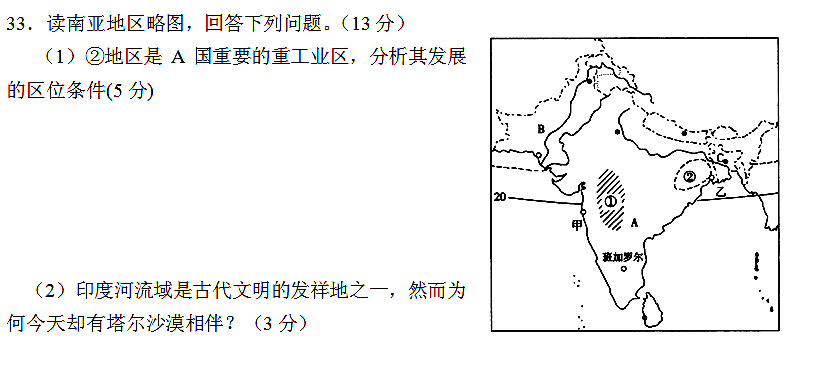 33．读南亚地区略图，回答下列问题。（13 分）
（1）②地区是 A 国重要的重工业区，分析其发展
的区位条件(5 分)
B
C
②
乙
20
①
甲
A
班加罗尔
（2）印度河流域是古代文明的发祥地之一，然而为
何今天却有塔尔沙漠相伴？（3 分）